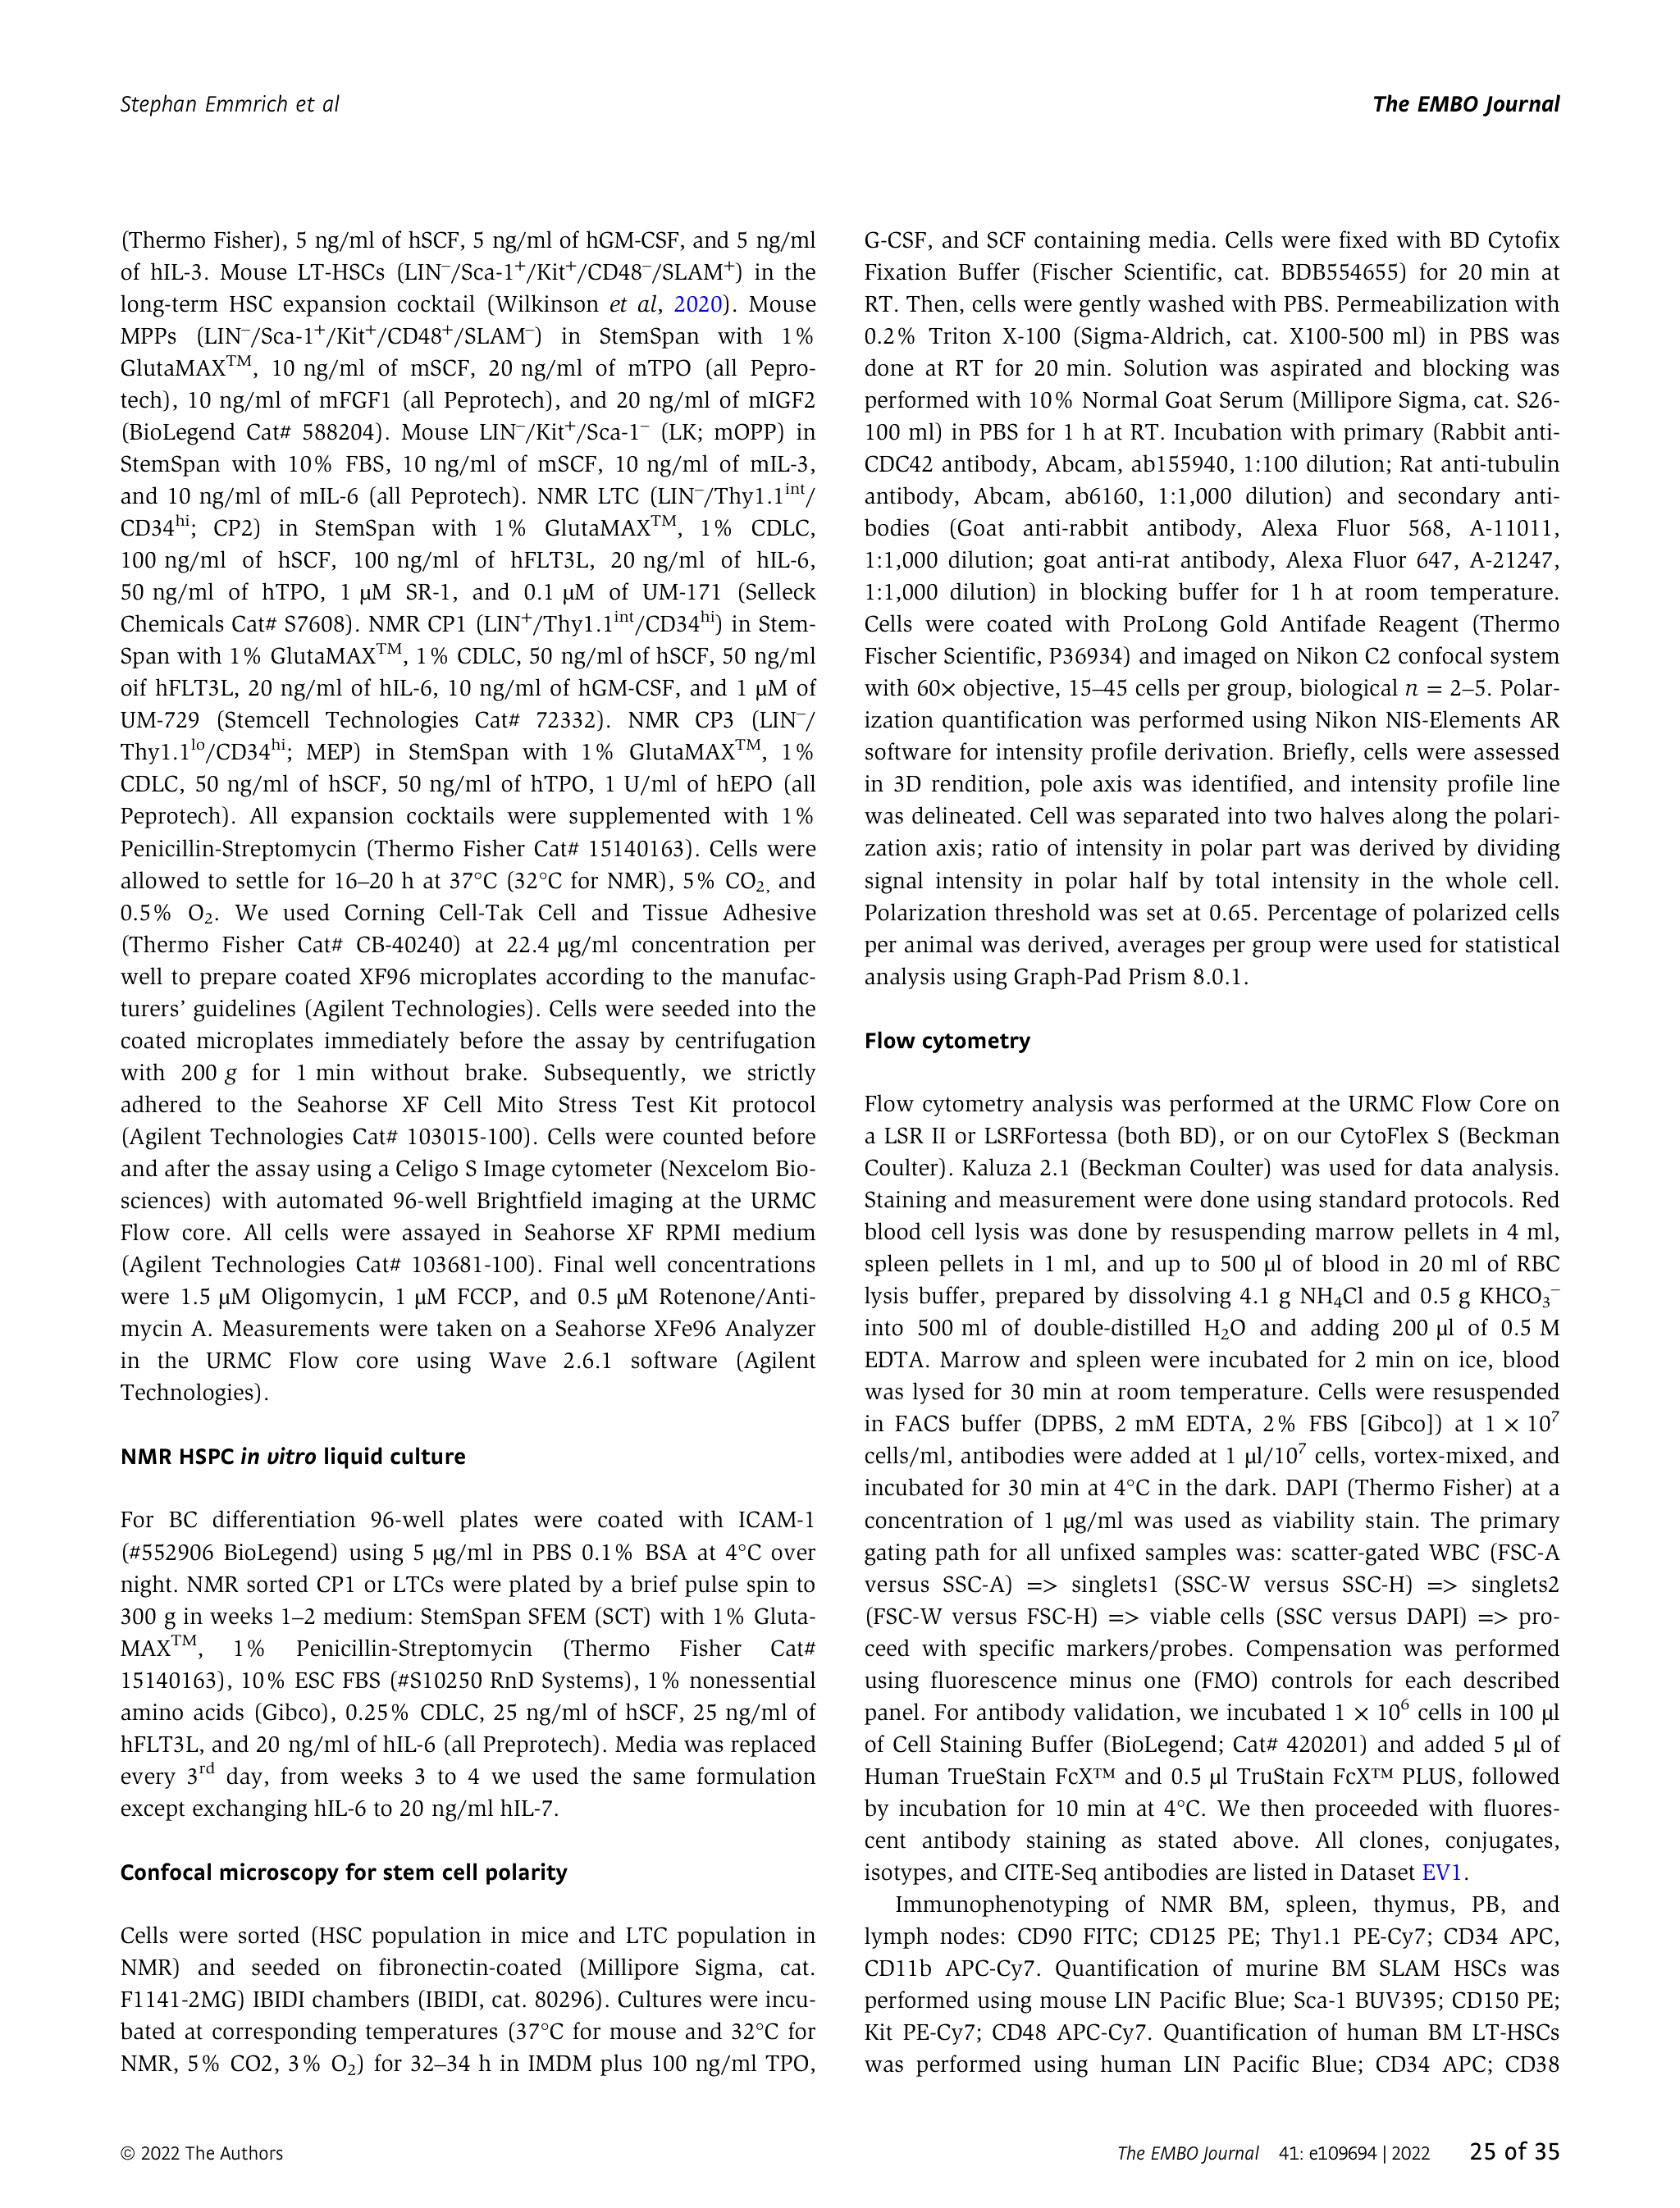 Stephan Emmrich et al
The EMBO Journal
(Thermo Fisher), 5 ng/ml of hSCF, 5 ng/ml of hGM-CSF, and 5 ng/ml
of hIL-3. Mouse LT-HSCs (LIN⁻/Sca-1⁺/Kit⁺/CD48⁻/SLAM⁺) in the
long-term HSC expansion cocktail (Wilkinson et al, 2020). Mouse
MPPs (LIN⁻/Sca-1⁺/Kit⁺/CD48⁺/SLAM⁻) in StemSpan with 1%
GlutaMAX™, 10 ng/ml of mSCF, 20 ng/ml of mTPO (all Pepro-
tech), 10 ng/ml of mFGF1 (all Peprotech), and 20 ng/ml of mIGF2
(BioLegend Cat# 588204). Mouse LIN⁻/Kit⁺/Sca-1⁻ (LK; mOPP) in
StemSpan with 10% FBS, 10 ng/ml of mSCF, 10 ng/ml of mIL-3,
and 10 ng/ml of mIL-6 (all Peprotech). NMR LTC (LIN⁻/Thy1.1ⁱⁿᵗ/
CD34ʰⁱ; CP2) in StemSpan with 1% GlutaMAX™, 1% CDLC,
100 ng/ml of hSCF, 100 ng/ml of hFLT3L, 20 ng/ml of hIL-6,
50 ng/ml of hTPO, 1 μM SR-1, and 0.1 μM of UM-171 (Selleck
Chemicals Cat# S7608). NMR CP1 (LIN⁺/Thy1.1ⁱⁿᵗ/CD34ʰⁱ) in Stem-
Span with 1% GlutaMAX™, 1% CDLC, 50 ng/ml of hSCF, 50 ng/ml
oif hFLT3L, 20 ng/ml of hIL-6, 10 ng/ml of hGM-CSF, and 1 μM of
UM-729 (Stemcell Technologies Cat# 72332). NMR CP3 (LIN⁻/
Thy1.1ˡᵒ/CD34ʰⁱ; MEP) in StemSpan with 1% GlutaMAX™, 1%
CDLC, 50 ng/ml of hSCF, 50 ng/ml of hTPO, 1 U/ml of hEPO (all
Peprotech). All expansion cocktails were supplemented with 1%
Penicillin-Streptomycin (Thermo Fisher Cat# 15140163). Cells were
allowed to settle for 16–20 h at 37°C (32°C for NMR), 5% CO₂, and
0.5% O₂. We used Corning Cell-Tak Cell and Tissue Adhesive
(Thermo Fisher Cat# CB-40240) at 22.4 μg/ml concentration per
well to prepare coated XF96 microplates according to the manufac-
turers’ guidelines (Agilent Technologies). Cells were seeded into the
coated microplates immediately before the assay by centrifugation
with 200 g for 1 min without brake. Subsequently, we strictly
adhered to the Seahorse XF Cell Mito Stress Test Kit protocol
(Agilent Technologies Cat# 103015-100). Cells were counted before
and after the assay using a Celigo S Image cytometer (Nexcelom Bio-
sciences) with automated 96-well Brightfield imaging at the URMC
Flow core. All cells were assayed in Seahorse XF RPMI medium
(Agilent Technologies Cat# 103681-100). Final well concentrations
were 1.5 μM Oligomycin, 1 μM FCCP, and 0.5 μM Rotenone/Anti-
mycin A. Measurements were taken on a Seahorse XFe96 Analyzer
in the URMC Flow core using Wave 2.6.1 software (Agilent
Technologies).
NMR HSPC in vitro liquid culture
For BC differentiation 96-well plates were coated with ICAM-1
(#552906 BioLegend) using 5 μg/ml in PBS 0.1% BSA at 4°C over
night. NMR sorted CP1 or LTCs were plated by a brief pulse spin to
300 g in weeks 1–2 medium: StemSpan SFEM (SCT) with 1% Gluta-
MAX™, 1% Penicillin-Streptomycin (Thermo Fisher Cat#
15140163), 10% ESC FBS (#S10250 RnD Systems), 1% nonessential
amino acids (Gibco), 0.25% CDLC, 25 ng/ml of hSCF, 25 ng/ml of
hFLT3L, and 20 ng/ml of hIL-6 (all Preprotech). Media was replaced
every 3ʳᵈ day, from weeks 3 to 4 we used the same formulation
except exchanging hIL-6 to 20 ng/ml hIL-7.
Confocal microscopy for stem cell polarity
Cells were sorted (HSC population in mice and LTC population in
NMR) and seeded on fibronectin-coated (Millipore Sigma, cat.
F1141-2MG) IBIDI chambers (IBIDI, cat. 80296). Cultures were incu-
bated at corresponding temperatures (37°C for mouse and 32°C for
NMR, 5% CO2, 3% O₂) for 32–34 h in IMDM plus 100 ng/ml TPO,
G-CSF, and SCF containing media. Cells were fixed with BD Cytofix
Fixation Buffer (Fischer Scientific, cat. BDB554655) for 20 min at
RT. Then, cells were gently washed with PBS. Permeabilization with
0.2% Triton X-100 (Sigma-Aldrich, cat. X100-500 ml) in PBS was
done at RT for 20 min. Solution was aspirated and blocking was
performed with 10% Normal Goat Serum (Millipore Sigma, cat. S26-
100 ml) in PBS for 1 h at RT. Incubation with primary (Rabbit anti-
CDC42 antibody, Abcam, ab155940, 1:100 dilution; Rat anti-tubulin
antibody, Abcam, ab6160, 1:1,000 dilution) and secondary anti-
bodies (Goat anti-rabbit antibody, Alexa Fluor 568, A-11011,
1:1,000 dilution; goat anti-rat antibody, Alexa Fluor 647, A-21247,
1:1,000 dilution) in blocking buffer for 1 h at room temperature.
Cells were coated with ProLong Gold Antifade Reagent (Thermo
Fischer Scientific, P36934) and imaged on Nikon C2 confocal system
with 60× objective, 15–45 cells per group, biological n = 2–5. Polar-
ization quantification was performed using Nikon NIS-Elements AR
software for intensity profile derivation. Briefly, cells were assessed
in 3D rendition, pole axis was identified, and intensity profile line
was delineated. Cell was separated into two halves along the polari-
zation axis; ratio of intensity in polar part was derived by dividing
signal intensity in polar half by total intensity in the whole cell.
Polarization threshold was set at 0.65. Percentage of polarized cells
per animal was derived, averages per group were used for statistical
analysis using Graph-Pad Prism 8.0.1.
Flow cytometry
Flow cytometry analysis was performed at the URMC Flow Core on
a LSR II or LSRFortessa (both BD), or on our CytoFlex S (Beckman
Coulter). Kaluza 2.1 (Beckman Coulter) was used for data analysis.
Staining and measurement were done using standard protocols. Red
blood cell lysis was done by resuspending marrow pellets in 4 ml,
spleen pellets in 1 ml, and up to 500 μl of blood in 20 ml of RBC
lysis buffer, prepared by dissolving 4.1 g NH₄Cl and 0.5 g KHCO₃⁻
into 500 ml of double-distilled H₂O and adding 200 μl of 0.5 M
EDTA. Marrow and spleen were incubated for 2 min on ice, blood
was lysed for 30 min at room temperature. Cells were resuspended
in FACS buffer (DPBS, 2 mM EDTA, 2% FBS [Gibco]) at 1 × 10⁷
cells/ml, antibodies were added at 1 μl/10⁷ cells, vortex-mixed, and
incubated for 30 min at 4°C in the dark. DAPI (Thermo Fisher) at a
concentration of 1 μg/ml was used as viability stain. The primary
gating path for all unfixed samples was: scatter-gated WBC (FSC-A
versus SSC-A) => singlets1 (SSC-W versus SSC-H) => singlets2
(FSC-W versus FSC-H) => viable cells (SSC versus DAPI) => pro-
ceed with specific markers/probes. Compensation was performed
using fluorescence minus one (FMO) controls for each described
panel. For antibody validation, we incubated 1 × 10⁶ cells in 100 μl
of Cell Staining Buffer (BioLegend; Cat# 420201) and added 5 μl of
Human TrueStain FcX™ and 0.5 μl TruStain FcX™ PLUS, followed
by incubation for 10 min at 4°C. We then proceeded with fluores-
cent antibody staining as stated above. All clones, conjugates,
isotypes, and CITE-Seq antibodies are listed in Dataset EV1.
Immunophenotyping of NMR BM, spleen, thymus, PB, and
lymph nodes: CD90 FITC; CD125 PE; Thy1.1 PE-Cy7; CD34 APC,
CD11b APC-Cy7. Quantification of murine BM SLAM HSCs was
performed using mouse LIN Pacific Blue; Sca-1 BUV395; CD150 PE;
Kit PE-Cy7; CD48 APC-Cy7. Quantification of human BM LT-HSCs
was performed using human LIN Pacific Blue; CD34 APC; CD38
© 2022 The Authors
The EMBO Journal 41: e109694 | 2022 25 of 35